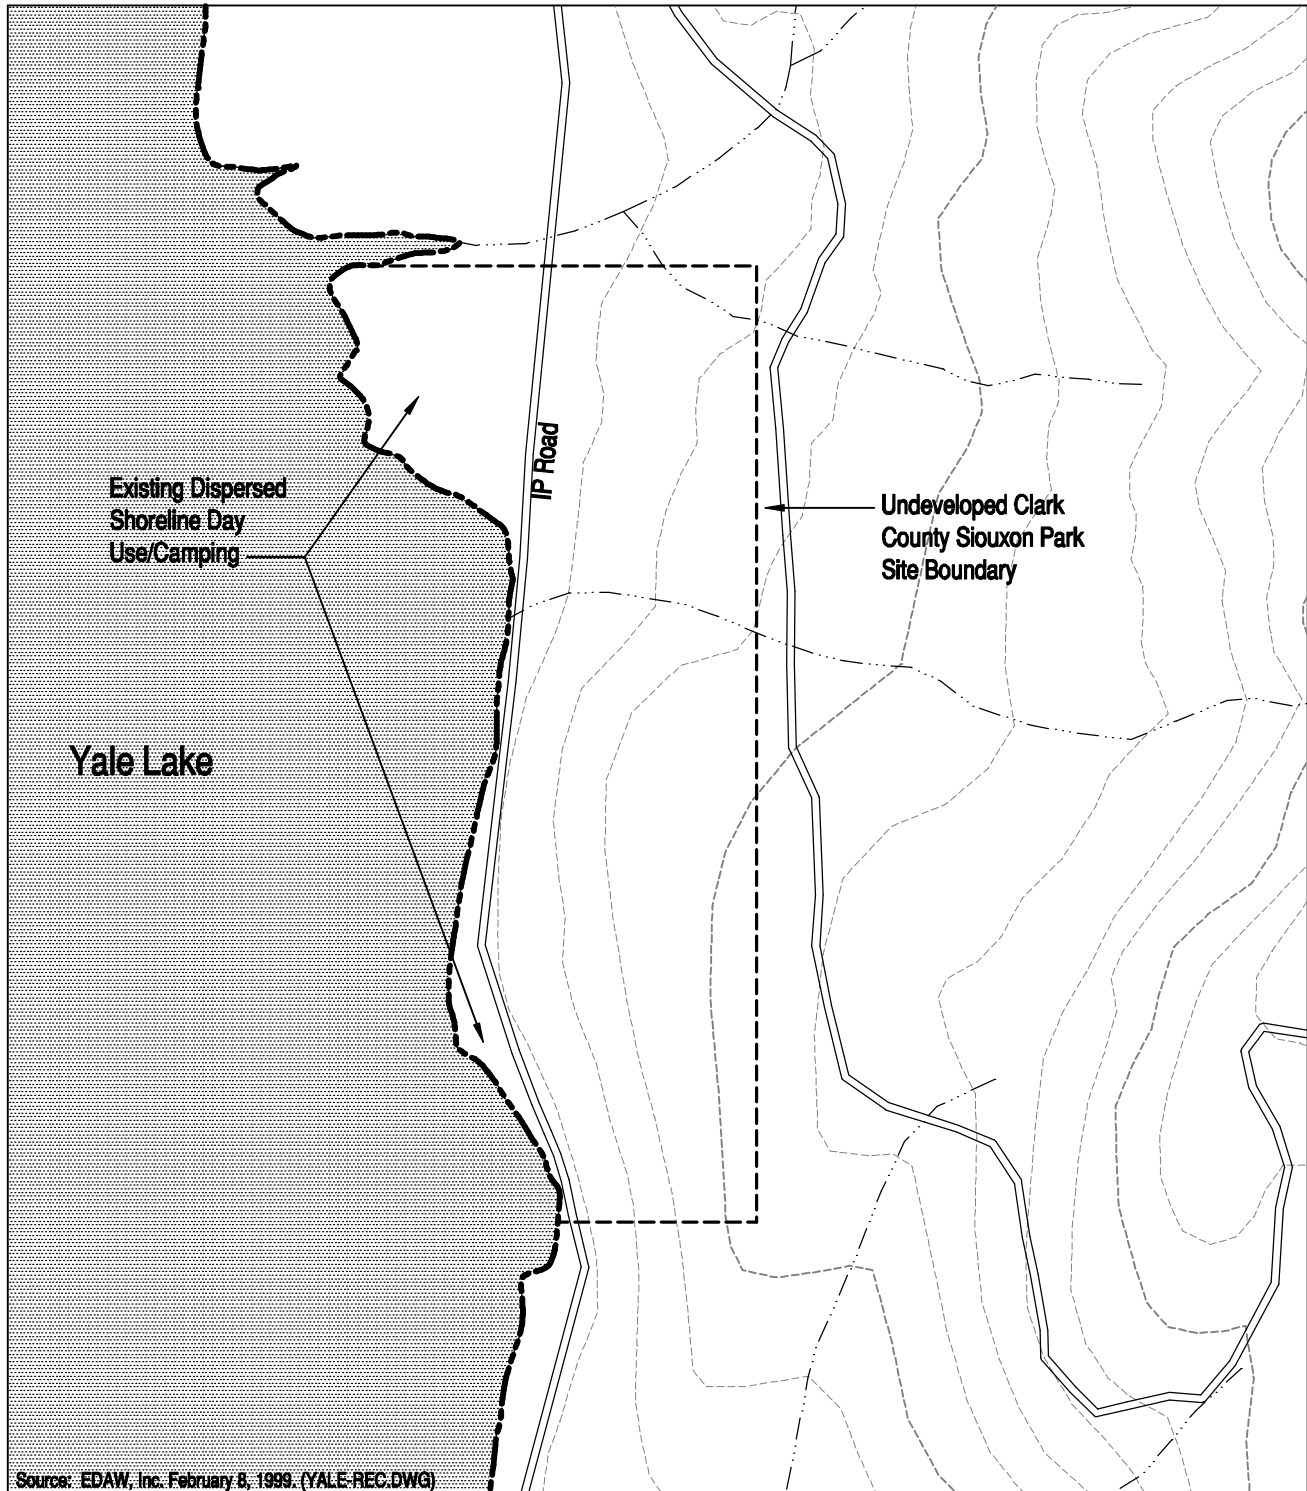 IP Road
Existing Dispersed
Shoreline Day
Use/Camping
Undeveloped Clark
County Siouxon Park
Site Boundary
Yale Lake
Source: EDAW, Inc. February 8, 1999. (YALE-REC.DWG)